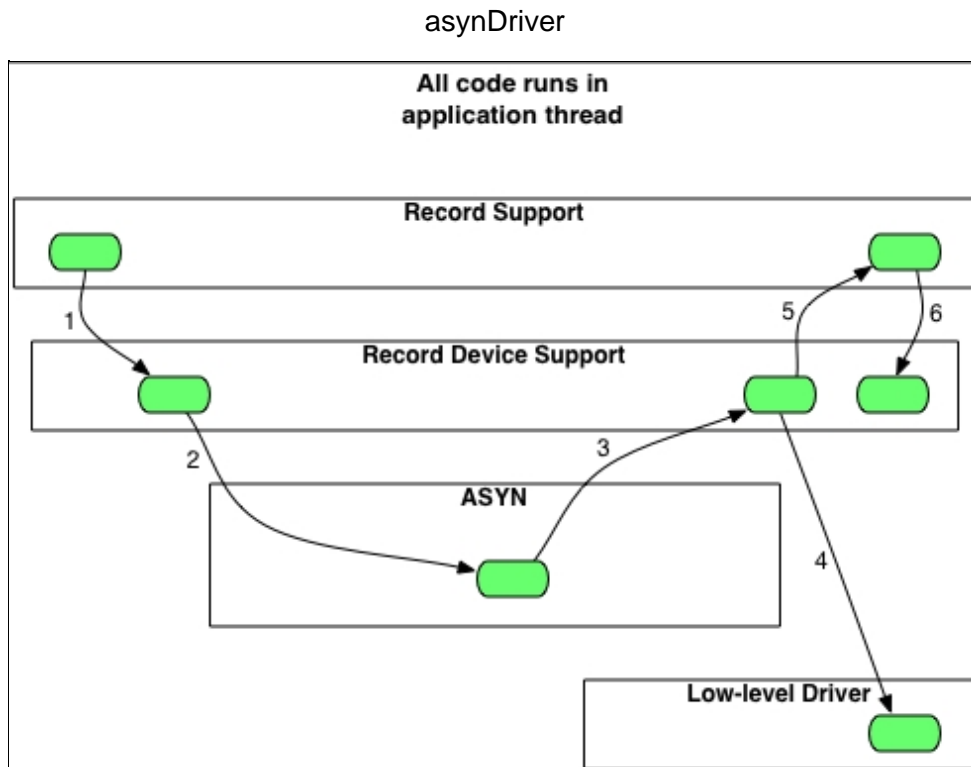 asynDriver
All code runs in
application thread
Record Support
1
5
6
Record Device Support
2
3
ASYN
4
Low-level Driver